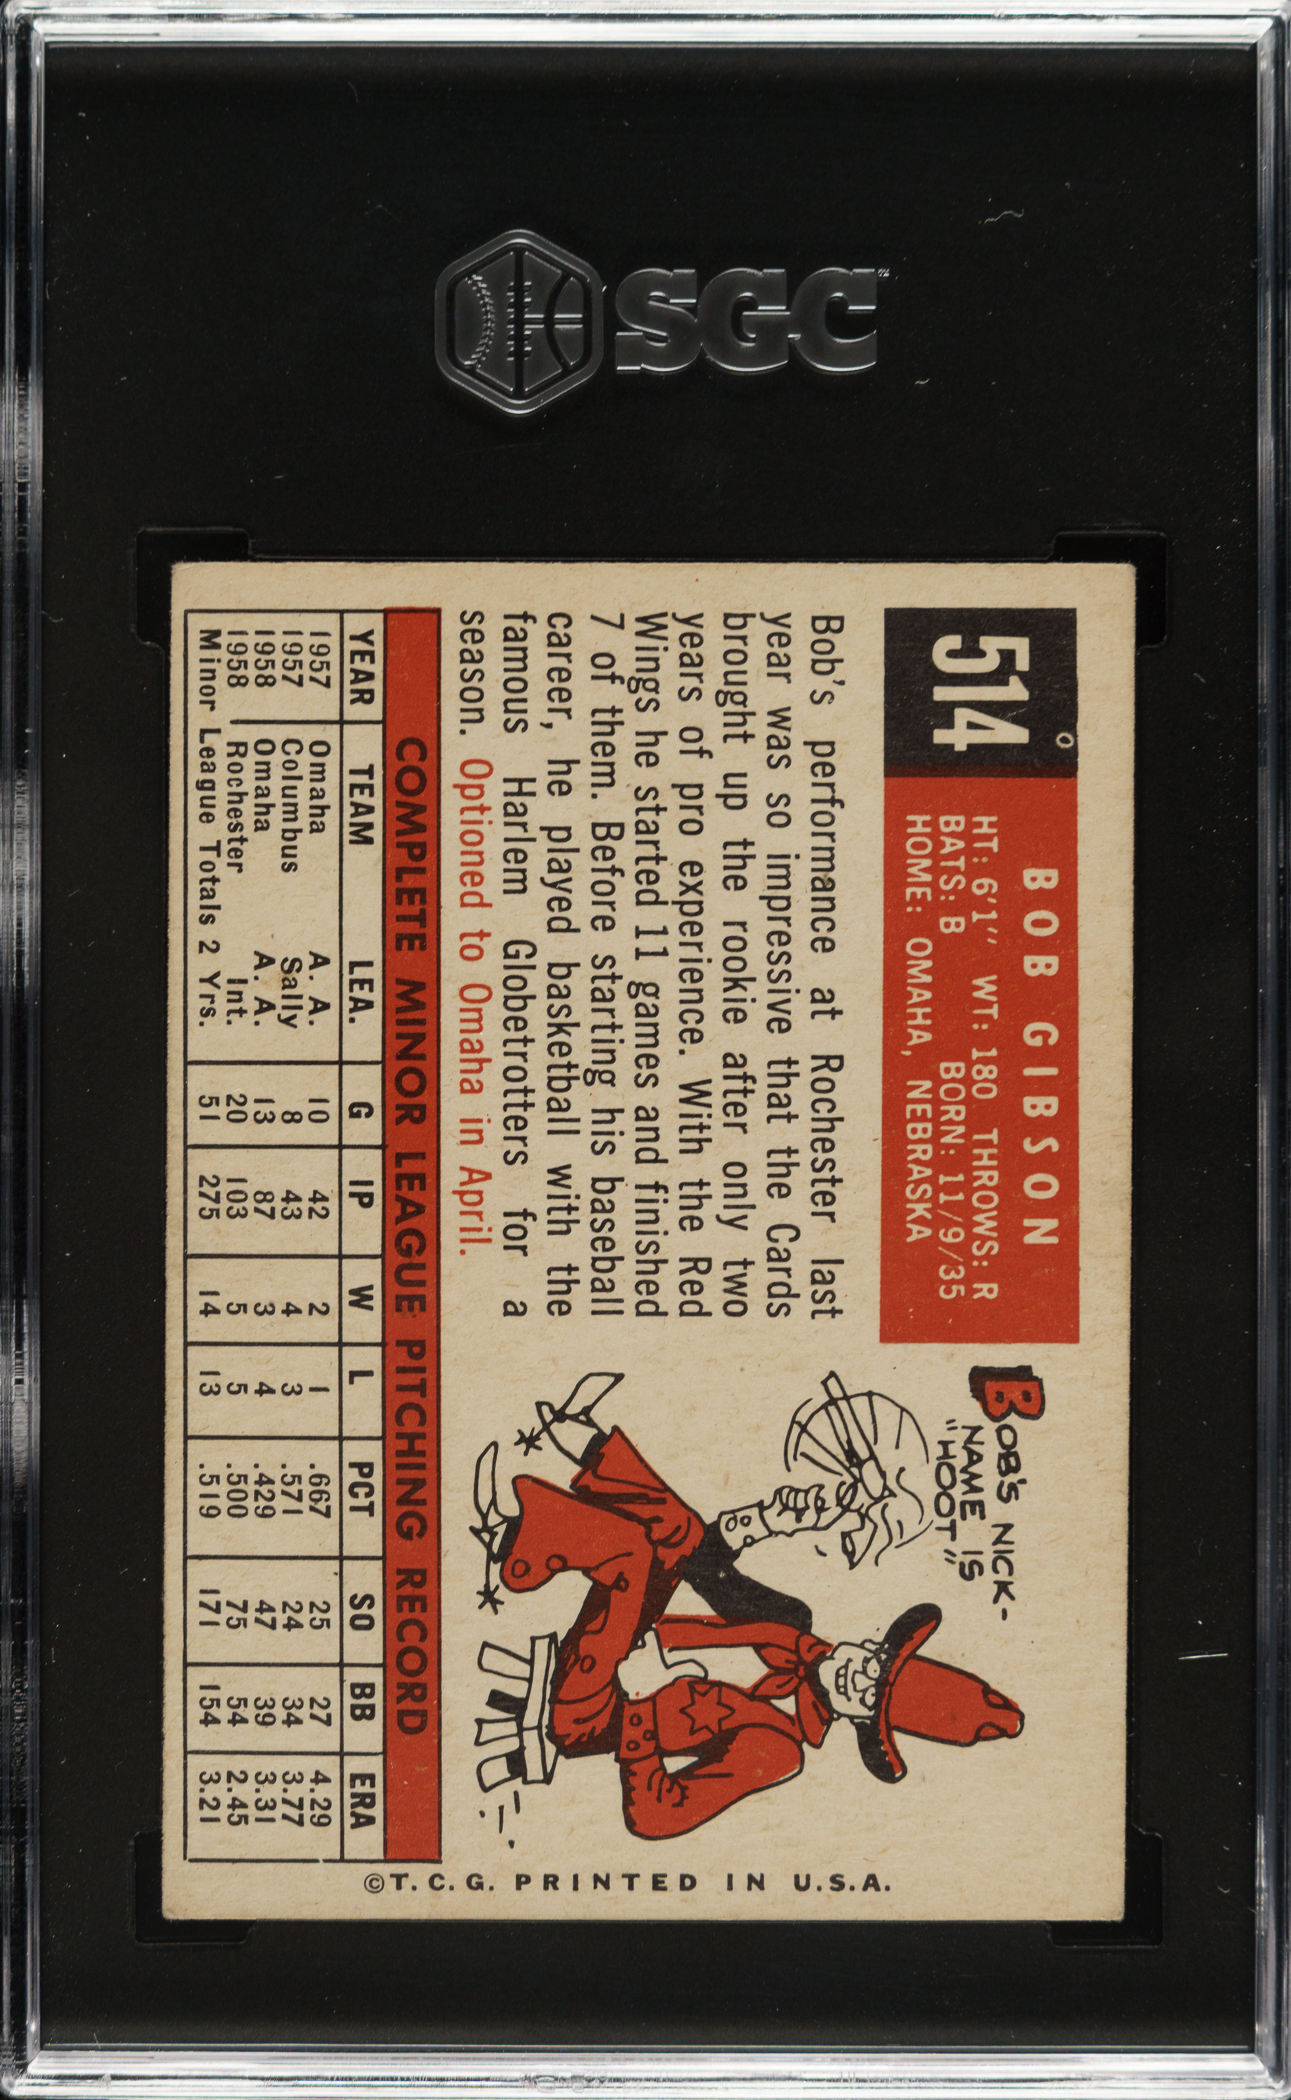 SGC
514
BOB GIBSON
HT: 6'1" WT: 180 THROWS: R
BATS: B BORN: 11/9/35
HOME: OMAHA, NEBRASKA
Bob's performance at Rochester last
year was so impressive that the Cards
brought up the rookie after only two
years of pro experience. With the Red
Wings he started 11 games and finished
7 of them. Before starting his baseball
career, he played basketball with the
famous Harlem Globetrotters for a
season. Optioned to Omaha in April.
BOB'S NICK-
NAME IS
"HOOT"
COMPLETE MINOR LEAGUE PITCHING RECORD
YEAR TEAM LEA. G IP W L PCT SO BB ERA
1957 Omaha A. A. 10 42 2 1 .667 25 27 4.29
1957 Columbus Sally 8 43 4 3 .571 24 34 3.77
1958 Omaha A. A. 13 87 3 4 .429 47 39 3.31
1958 Rochester Int. 20 103 5 5 .500 75 54 2.45
Minor League Totals 2 Yrs. 51 275 14 13 .519 171 154 3.21
©T.C.G. PRINTED IN U.S.A.